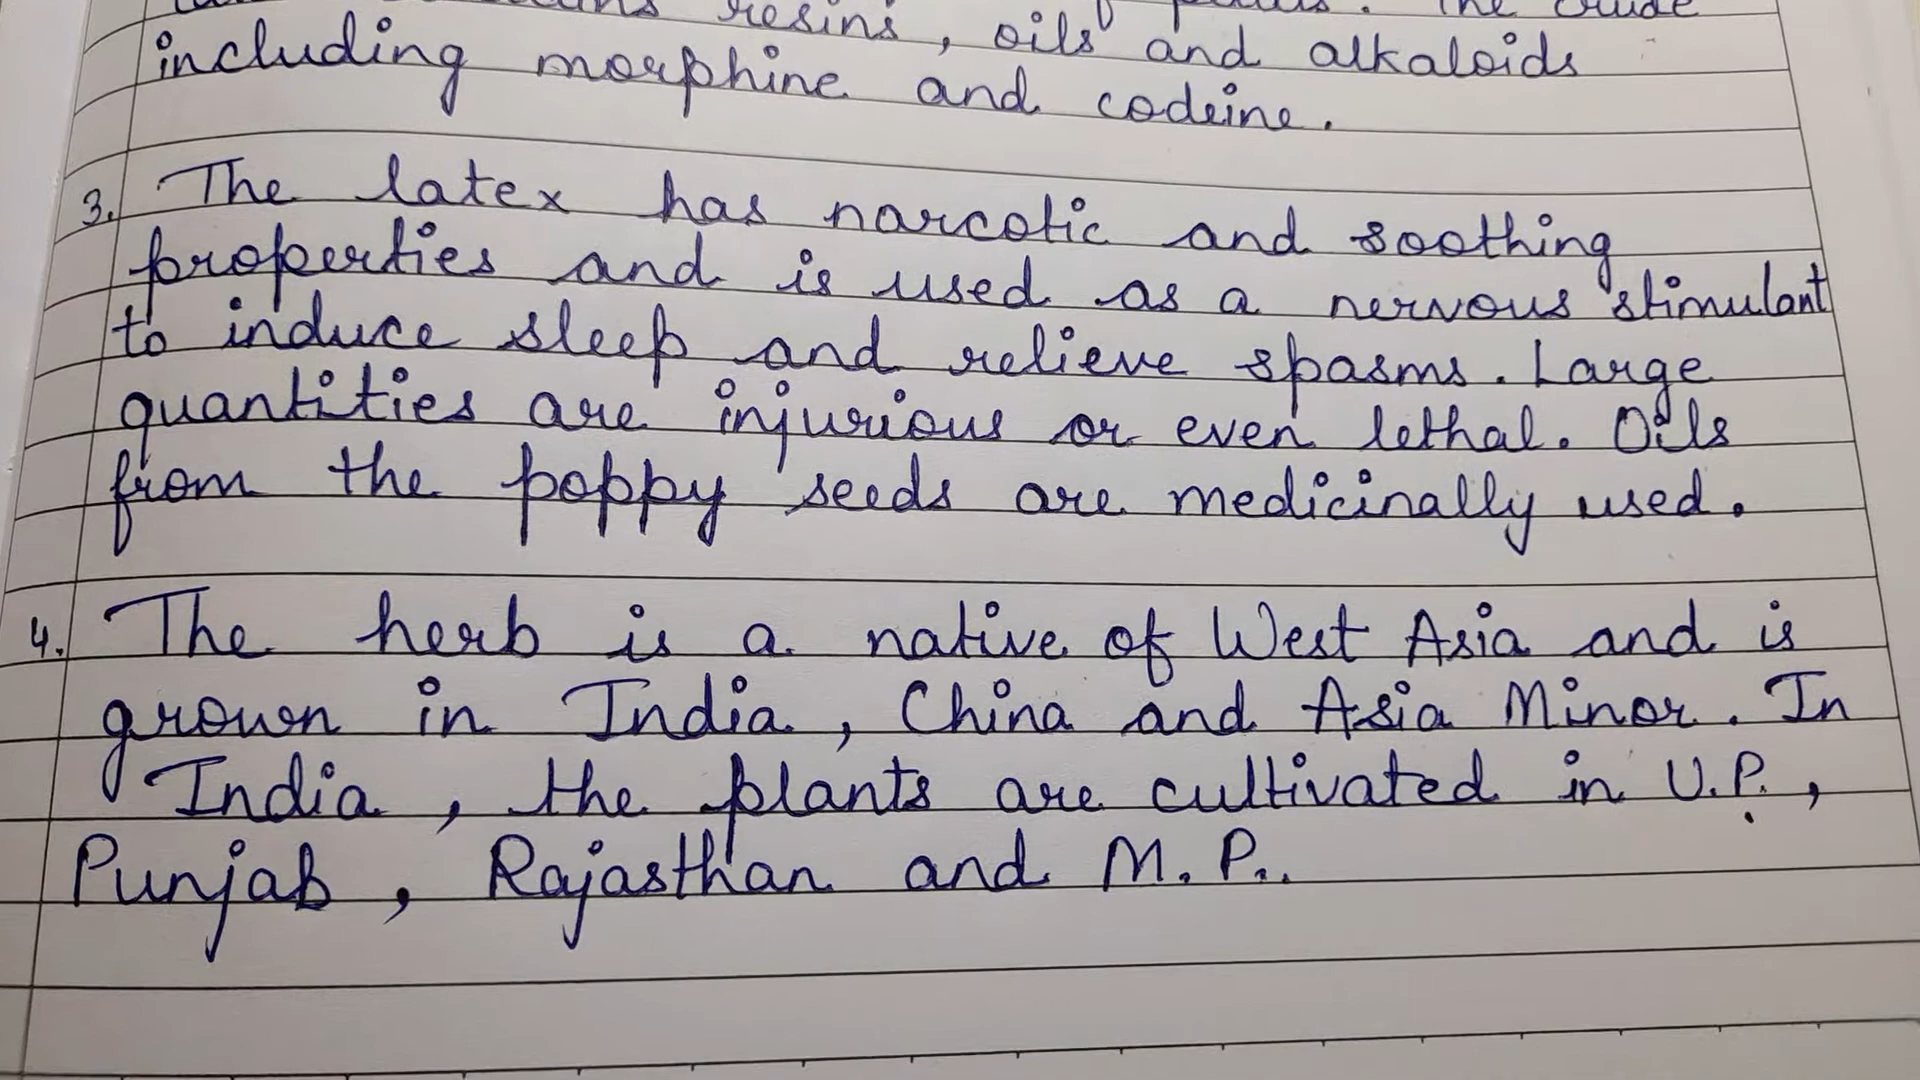 resins, oils and alkaloids
including morphine and codeine.
3. The latex has narcotic and soothing
properties and is used as a nervous stimulant
to induce sleep and relieve spasms. Large
quantities are injurious or even lethal. Oils
from the poppy seeds are medicinally used.
4. The herb is a native of West Asia and is
grown in India, China and Asia Minor. In
India, the plants are cultivated in U.P.,
Punjab, Rajasthan and M.P..